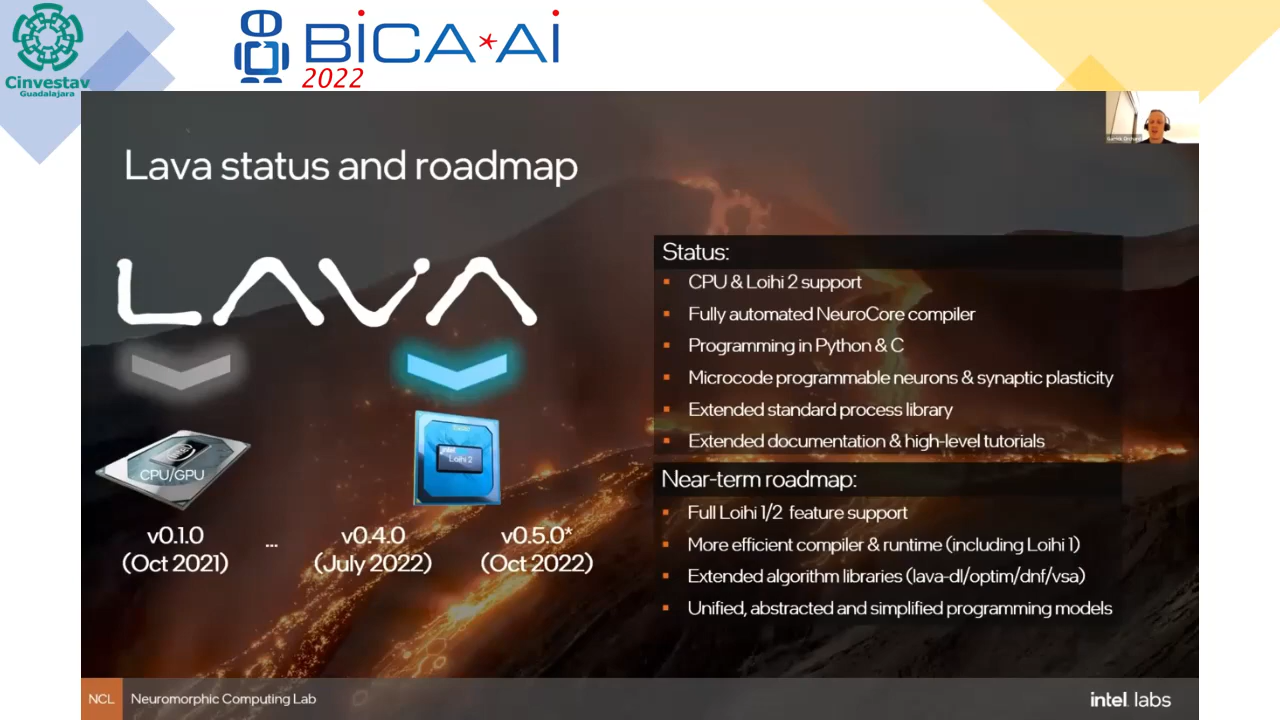 Cinvestav
Guadalajara
BiCA*Ai
2022
Lava status and roadmap
LAVA
intel
CPU/GPU
intel
Loihi 2
v0.1.0
(Oct 2021)
...
v0.4.0
(July 2022)
v0.5.0*
(Oct 2022)
Status:
▪ CPU & Loihi 2 support
▪ Fully automated NeuroCore compiler
▪ Programming in Python & C
▪ Microcode programmable neurons & synaptic plasticity
▪ Extended standard process library
▪ Extended documentation & high-level tutorials
Near-term roadmap:
▪ Full Loihi 1/2 feature support
▪ More efficient compiler & runtime (including Loihi 1)
▪ Extended algorithm libraries (lava-dl/optim/dnf/vsa)
▪ Unified, abstracted and simplified programming models
NCL
Neuromorphic Computing Lab
intel labs